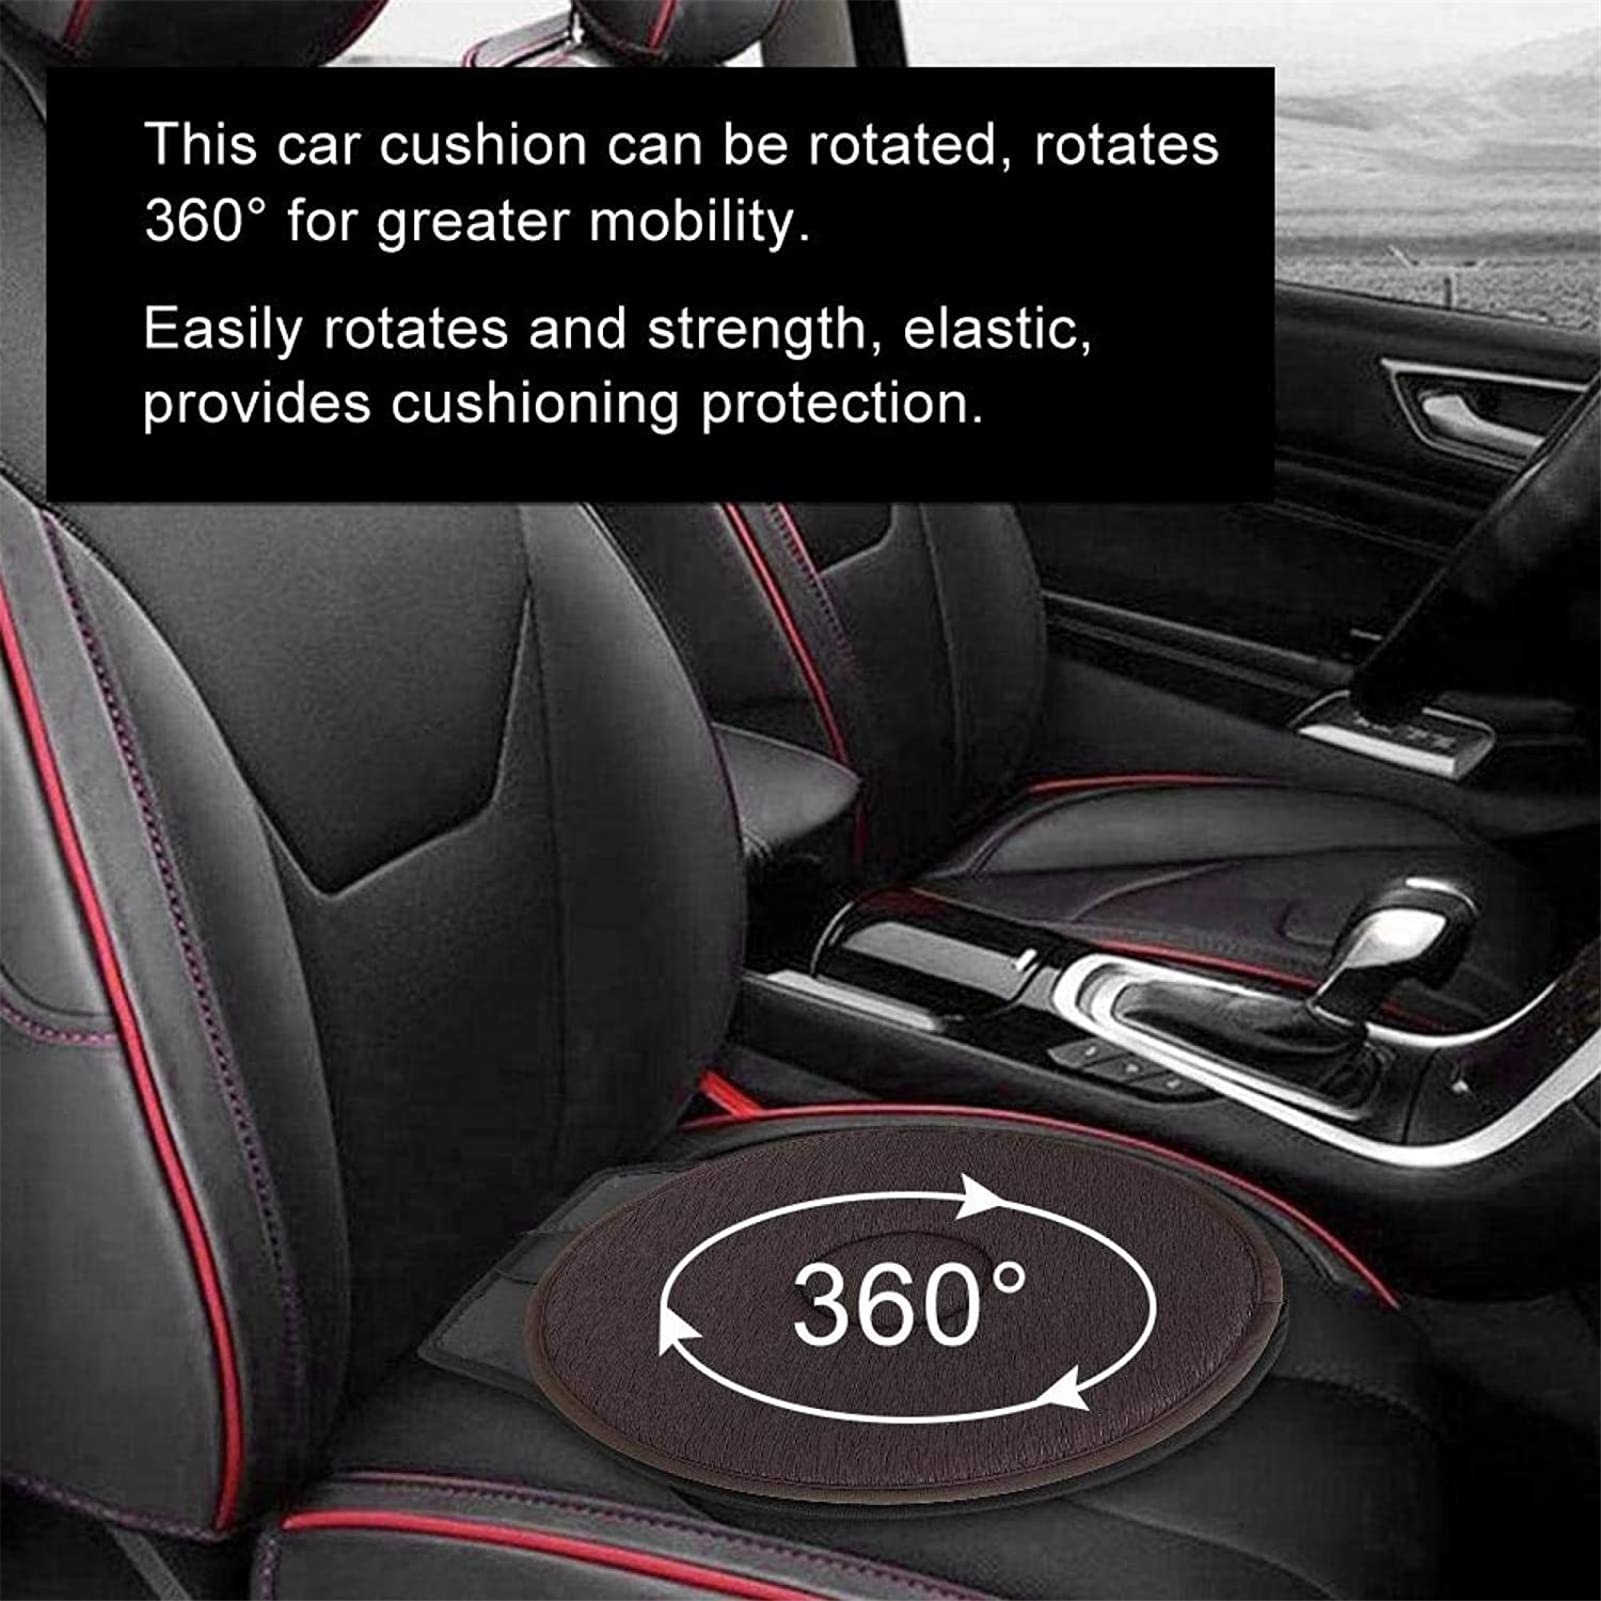 This car cushion can be rotated, rotates
360° for greater mobility.
Easily rotates and strength, elastic,
provides cushioning protection.
360°